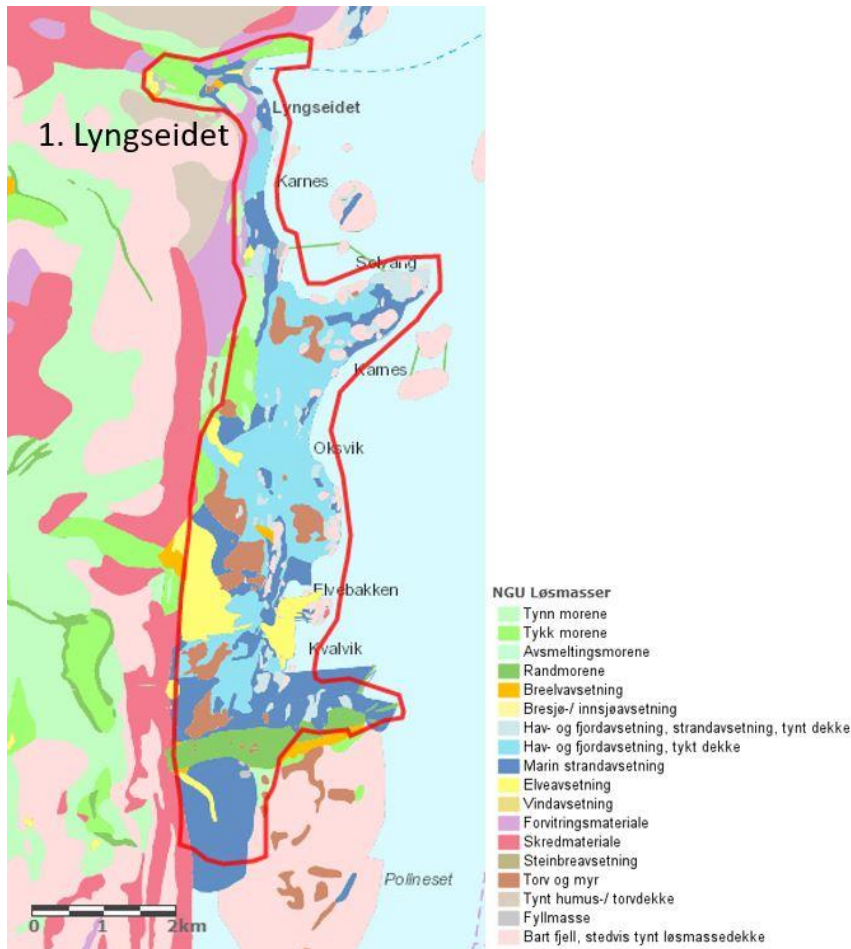 Lyngseidet
1. Lyngseidet
Karnes
Solvang
Karnes
Oksvik
Elvebakken
Kvalvik
Pollneset
0 1 2km
NGU Løsmasser
Tynn morene
Tykk morene
Avsmeltingsmorene
Randmorene
Breelvavsetning
Bresjø-/ innsjøavsetning
Hav- og fjordavsetning, strandavsetning, tynt dekke
Hav- og fjordavsetning, tykt dekke
Marin strandavsetning
Elveavsetning
Vindavsetning
Forvitringsmateriale
Skredmateriale
Steinbreavsetning
Torv og myr
Tynt humus-/ torvdekke
Fyllmasse
Bart fjell, stedvis tynt løsmassedekke